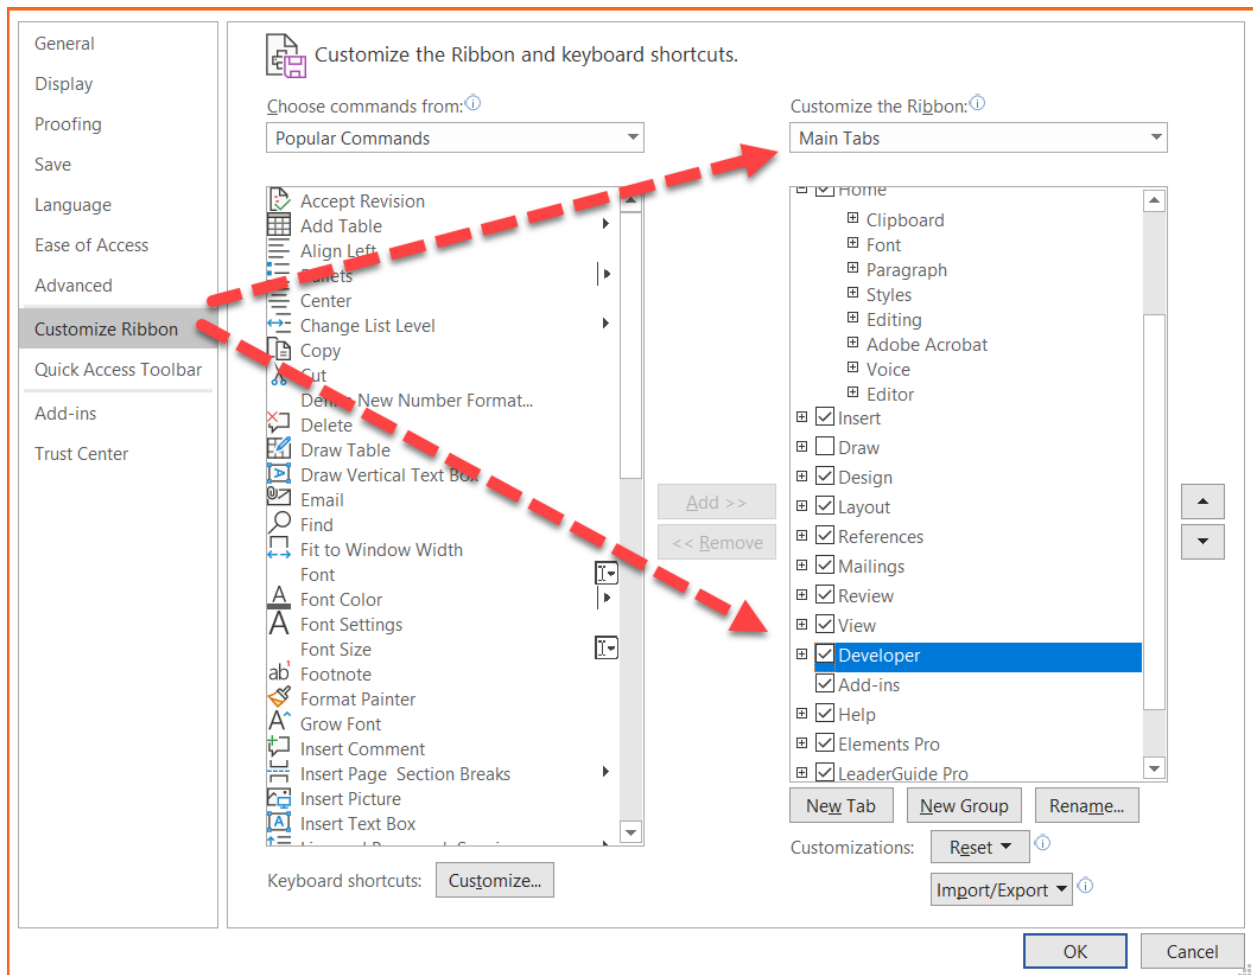 General
Display
Proofing
Save
Language
Ease of Access
Advanced
Customize Ribbon
Quick Access Toolbar
Add-ins
Trust Center
Customize the Ribbon and keyboard shortcuts.
Choose commands from:
Popular Commands
Accept Revision
Add Table
Align Left
Bullets
Center
Change List Level
Copy
Cut
Define New Number Format...
Delete
Draw Table
Draw Vertical Text Box
Email
Find
Fit to Window Width
Font
Font Color
Font Settings
Font Size
Footnote
Format Painter
Grow Font
Insert Comment
Insert Page  Section Breaks
Insert Picture
Insert Text Box
Keyboard shortcuts: Customize...
Add >>
<< Remove
Customize the Ribbon:
Main Tabs
Home
Clipboard
Font
Paragraph
Styles
Editing
Adobe Acrobat
Voice
Editor
Insert
Draw
Design
Layout
References
Mailings
Review
View
Developer
Add-ins
Help
Elements Pro
LeaderGuide Pro
New Tab New Group Rename...
Customizations: Reset
Import/Export
OK Cancel